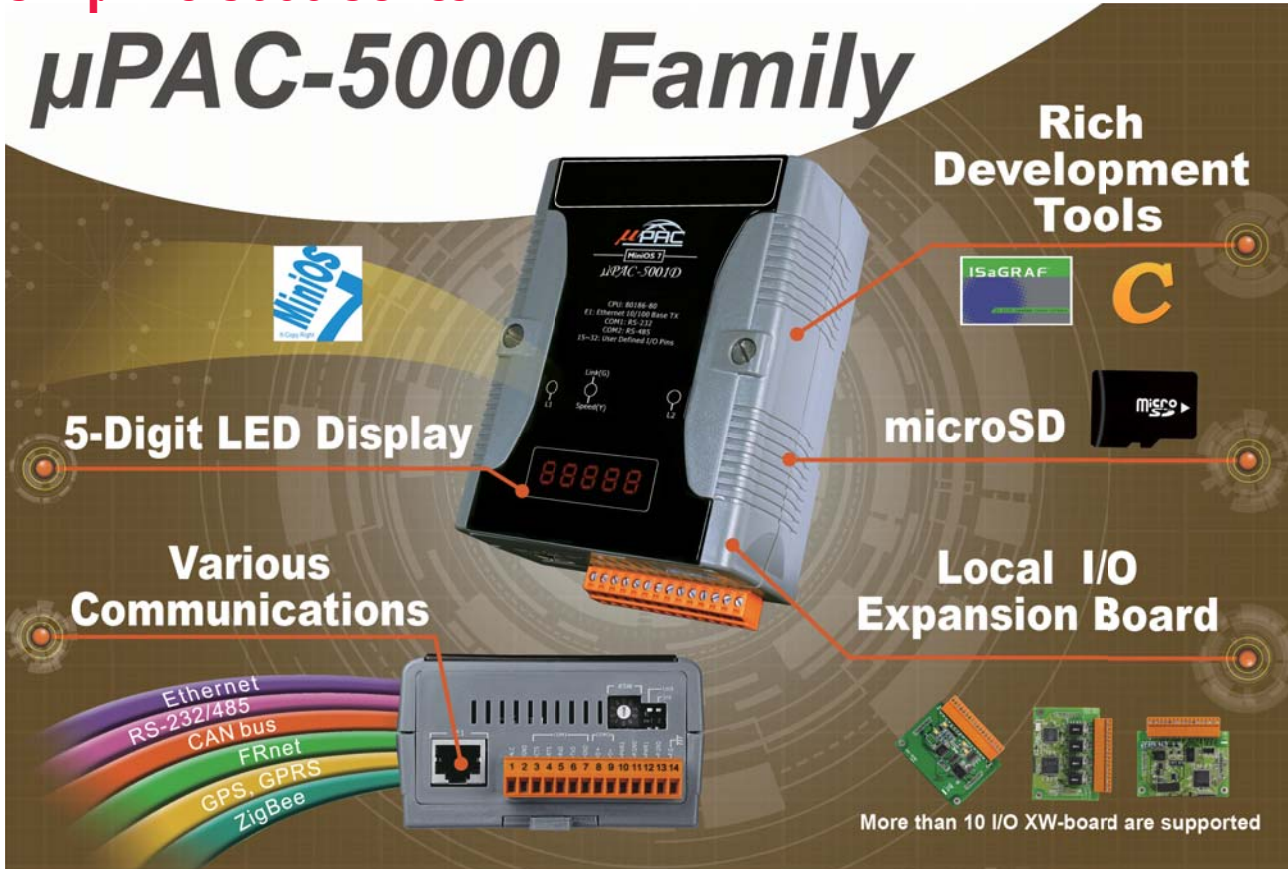 µPAC-5000 Family
Rich
Development
Tools
ISaGRAF
C
MiniOS
7
µPAC
MiniOS 7
µPAC-5001D
CPU: 80186-80
E1: Ethernet 10/100 Base TX
COM1: RS-232
COM2: RS-485
15~32: User Defined I/O Pins
Link(G)
L1
Speed(Y)
L2
88888
5-Digit LED Display
microSD
Micro
SD
Various
Communications
Local I/O
Expansion Board
Ethernet
RS-232/485
CAN bus
FRnet
GPS, GPRS
ZigBee
1 2 3 4 5 6 7 8 9 10 11 12 13 14
More than 10 I/O XW-board are supported